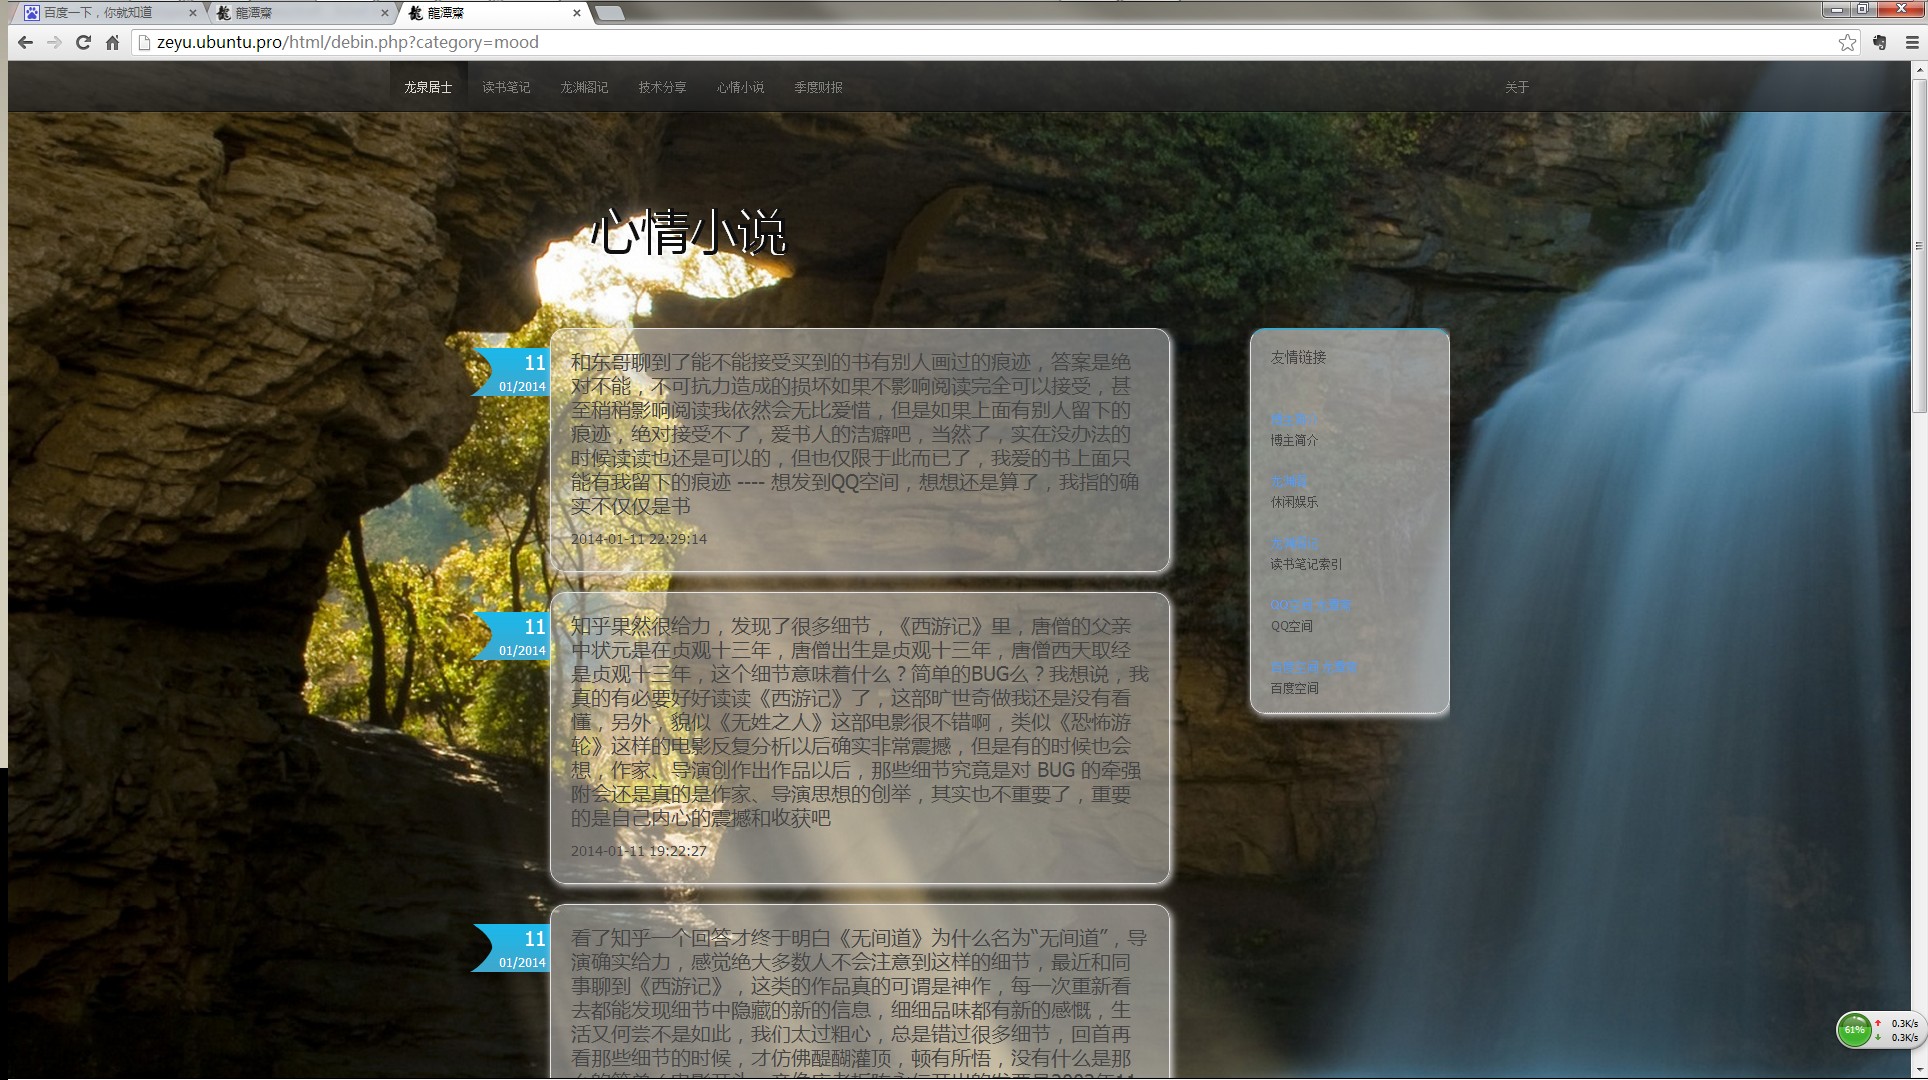 百度一下，你就知道
龍潭齋
龍潭齋
zeyu.ubuntu.pro/html/debin.php?category=mood
龙泉居士 读书笔记 龙渊阁记 技术分享 心情小说 季度财报 关于
心情小说
11
01/2014
和东哥聊到了能不能接受买到的书有别人画过的痕迹，答案是绝
对不能，不可抗力造成的损坏如果不影响阅读完全可以接受，甚
至稍稍影响阅读我依然会无比爱惜，但是如果上面有别人留下的
痕迹，绝对接受不了，爱书人的洁癖吧，当然了，实在没办法的
时候读读也还是可以的，但也仅限于此而已了，我爱的书上面只
能有我留下的痕迹 ---- 想发到QQ空间，想想还是算了，我指的确
实不仅仅是书
2014-01-11 22:29:14
11
01/2014
知乎果然很给力，发现了很多细节，《西游记》里，唐僧的父亲
中状元是在贞观十三年，唐僧出生是贞观十三年，唐僧西天取经
是贞观十三年，这个细节意味着什么？简单的BUG么？我想说，我
真的有必要好好读读《西游记》了，这部旷世奇做我还是没有看
懂，另外，貌似《无姓之人》这部电影很不错啊，类似《恐怖游
轮》这样的电影反复分析以后确实非常震撼，但是有的时候也会
想，作家、导演创作出作品以后，那些细节究竟是对 BUG 的牵强
附会还是真的是作家、导演思想的创举，其实也不重要了，重要
的是自己内心的震撼和收获吧
2014-01-11 19:22:27
11
01/2014
看了知乎一个回答才终于明白《无间道》为什么名为“无间道”，导
演确实给力，感觉绝大多数人不会注意到这样的细节，最近和同
事聊到《西游记》，这类的作品真的可谓是神作，每一次重新看
去都能发现细节中隐藏的新的信息，细细品味都有新的感慨，生
活又何尝不是如此，我们太过粗心，总是错过很多细节，回首再
看那些细节的时候，才仿佛醍醐灌顶，顿有所悟，没有什么是那
友情链接
博主简介
休闲娱乐
读书笔记索引
QQ空间
百度空间
61%
0.3K/s
0.3K/s